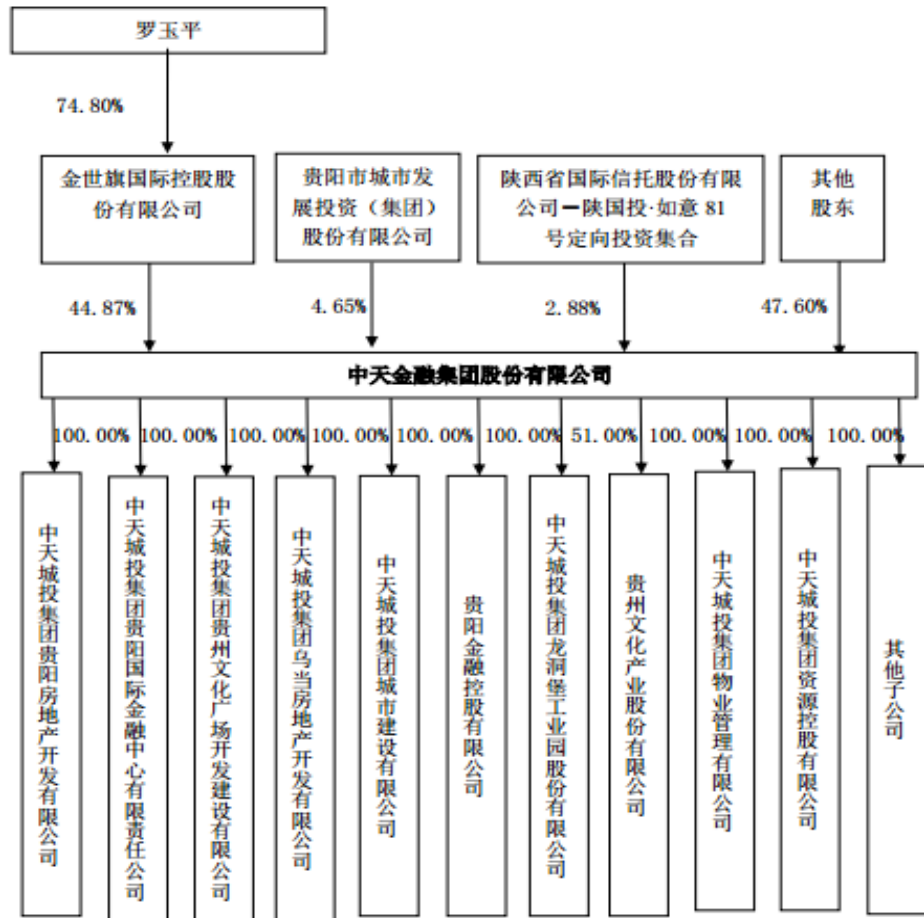 罗玉平
74.80%
金世旗国际控股股
份有限公司
贵阳市城市发
展投资（集团）
股份有限公司
陕西省国际信托股份有限
公司—陕国投·如意 81
号定向投资集合
其他
股东
44.87%
4.65%
2.88%
47.60%
中天金融集团股份有限公司
100.00%
100.00%
100.00%
100.00%
100.00%
100.00%
51.00%
100.00%
100.00%
100.00%
中天城投集团贵阳房地产开发有限公司
中天城投集团贵阳国际金融中心有限责任公司
中天城投集团贵州文化广场开发建设有限公司
中天城投集团乌当房地产开发有限公司
中天城投集团城市建设有限公司
贵阳金融控股有限公司
中天城投集团龙洞堡工业园股份有限公司
贵州文化产业股份有限公司
中天城投集团物业管理有限公司
中天城投集团资源控股有限公司
其他子公司